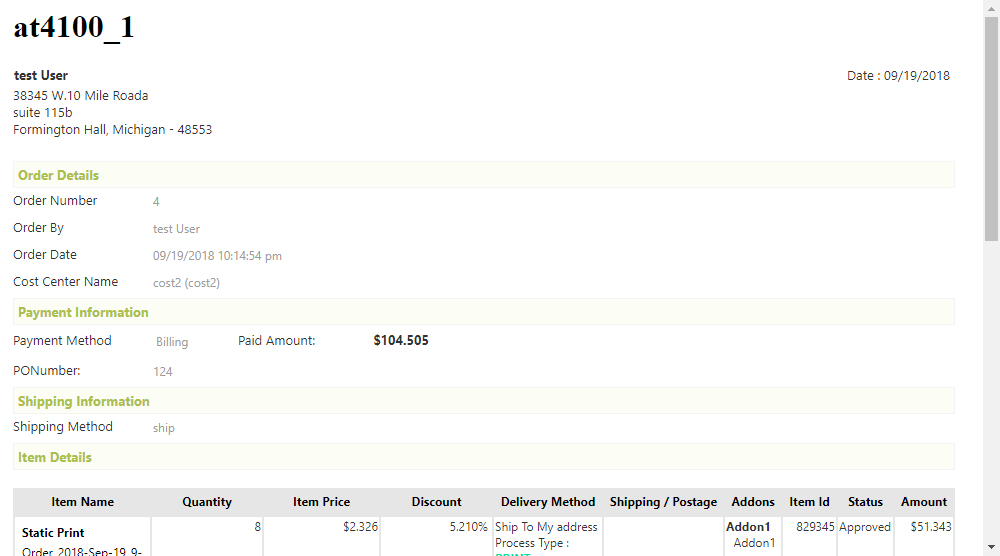 at4100_1
test User
Date : 09/19/2018
38345 W.10 Mile Roada
suite 115b
Formington Hall, Michigan - 48553
Order Details
Order Number 4
Order By test User
Order Date 09/19/2018 10:14:54 pm
Cost Center Name cost2 (cost2)
Payment Information
Payment Method Billing Paid Amount: $104.505
PONumber: 124
Shipping Information
Shipping Method ship
Item Details
Item Name Quantity Item Price Discount Delivery Method Shipping / Postage Addons Item Id Status Amount
Static Print 8 $2.326 5.210% Ship To My address Addon1 829345 Approved $51.343
Process Type : Addon1
Order_2018-Sep-19_9-
PRINT